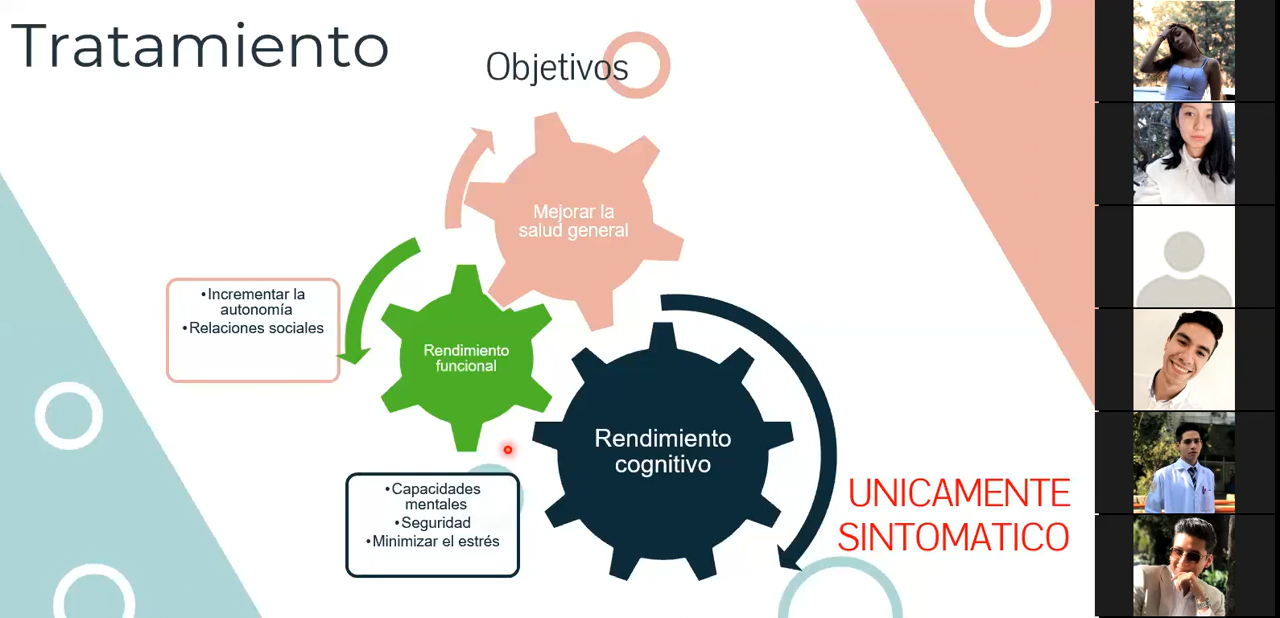 Tratamiento
Objetivos
Mejorar la
salud general
•Incrementar la
autonomía
•Relaciones sociales
Rendimiento
funcional
Rendimiento
cognitivo
•Capacidades
mentales
•Seguridad
•Minimizar el estrés
UNICAMENTE
SINTOMATICO